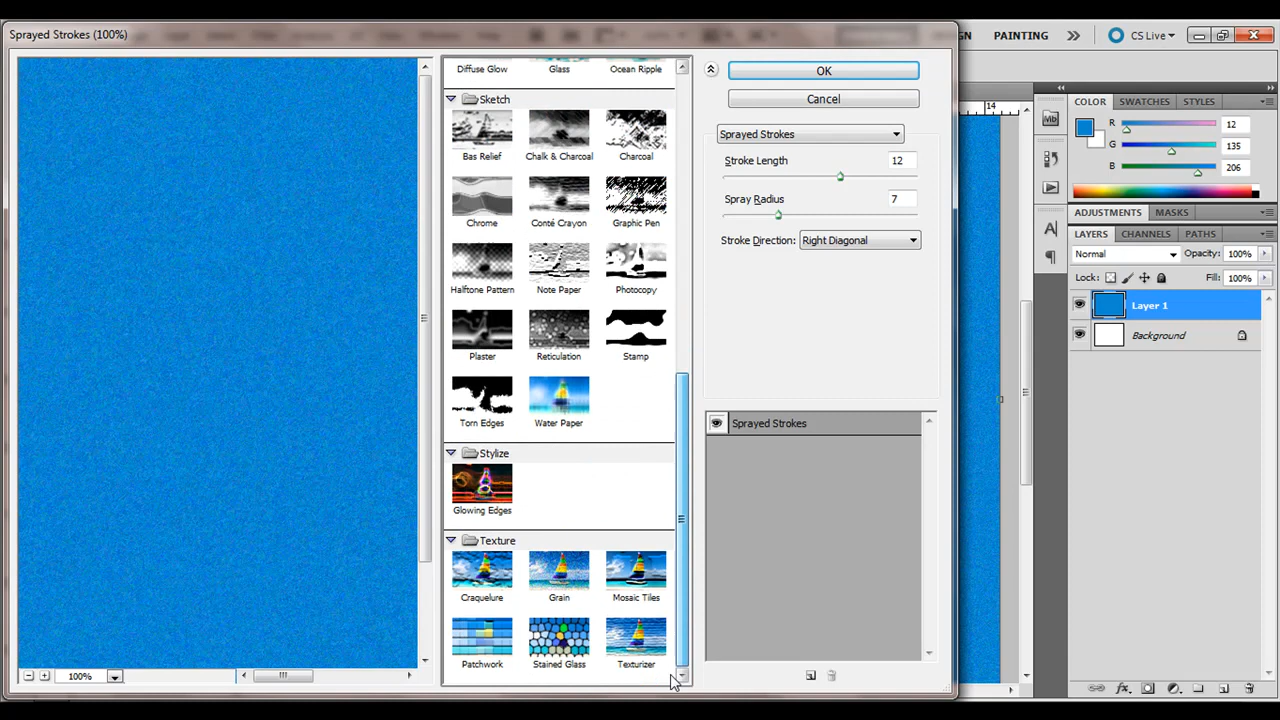 Sprayed Strokes (100%)
PAINTING
CS Live
Diffuse Glow
Glass
Ocean Ripple
OK
Cancel
Sketch
Bas Relief
Chalk & Charcoal
Charcoal
Chrome
Conté Crayon
Graphic Pen
Halftone Pattern
Note Paper
Photocopy
Plaster
Reticulation
Stamp
Torn Edges
Water Paper
Stylize
Glowing Edges
Texture
Craquelure
Grain
Mosaic Tiles
Patchwork
Stained Glass
Texturizer
100%
Sprayed Strokes
Stroke Length 12
Spray Radius 7
Stroke Direction: Right Diagonal
Sprayed Strokes
14
COLOR SWATCHES STYLES
R 12
G 135
B 206
Mb
ADJUSTMENTS MASKS
LAYERS CHANNELS PATHS
Normal Opacity: 100%
Lock: Fill: 100%
Layer 1
Background
fx